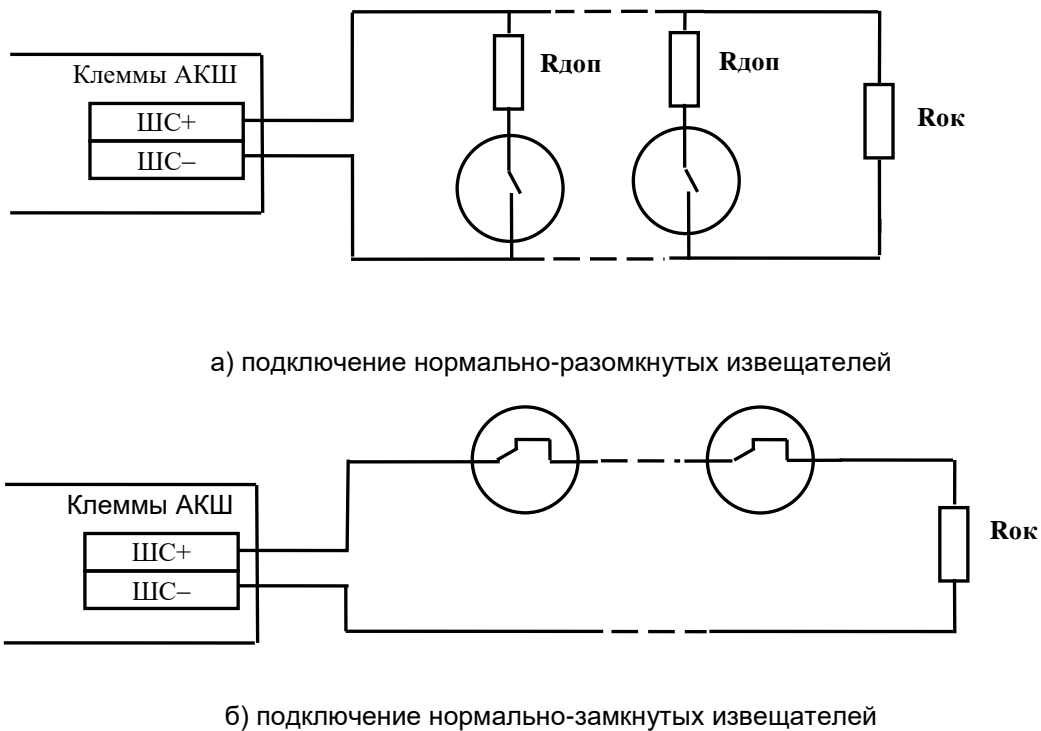 Клеммы АКШ
ШС+
ШС–
Rдоп
Rдоп
Rок
а) подключение нормально-разомкнутых извещателей
Клеммы АКШ
ШС+
ШС–
Rок
б) подключение нормально-замкнутых извещателей